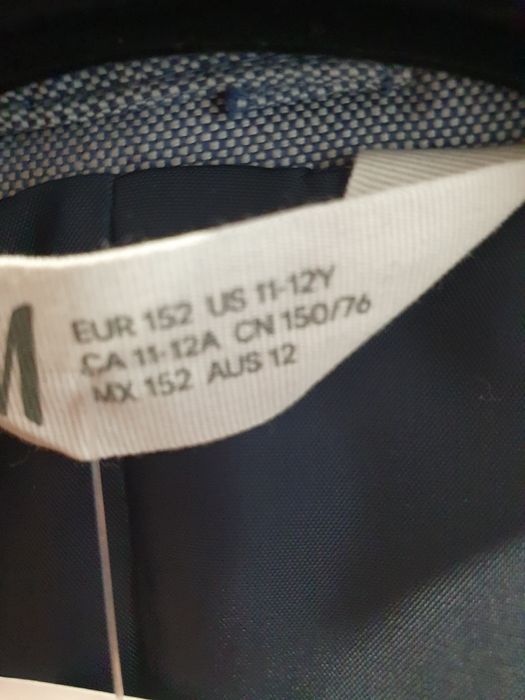 M
EUR 152 US 11-12Y
CA 11-12A CN 150/76
MX 152 AUS 12